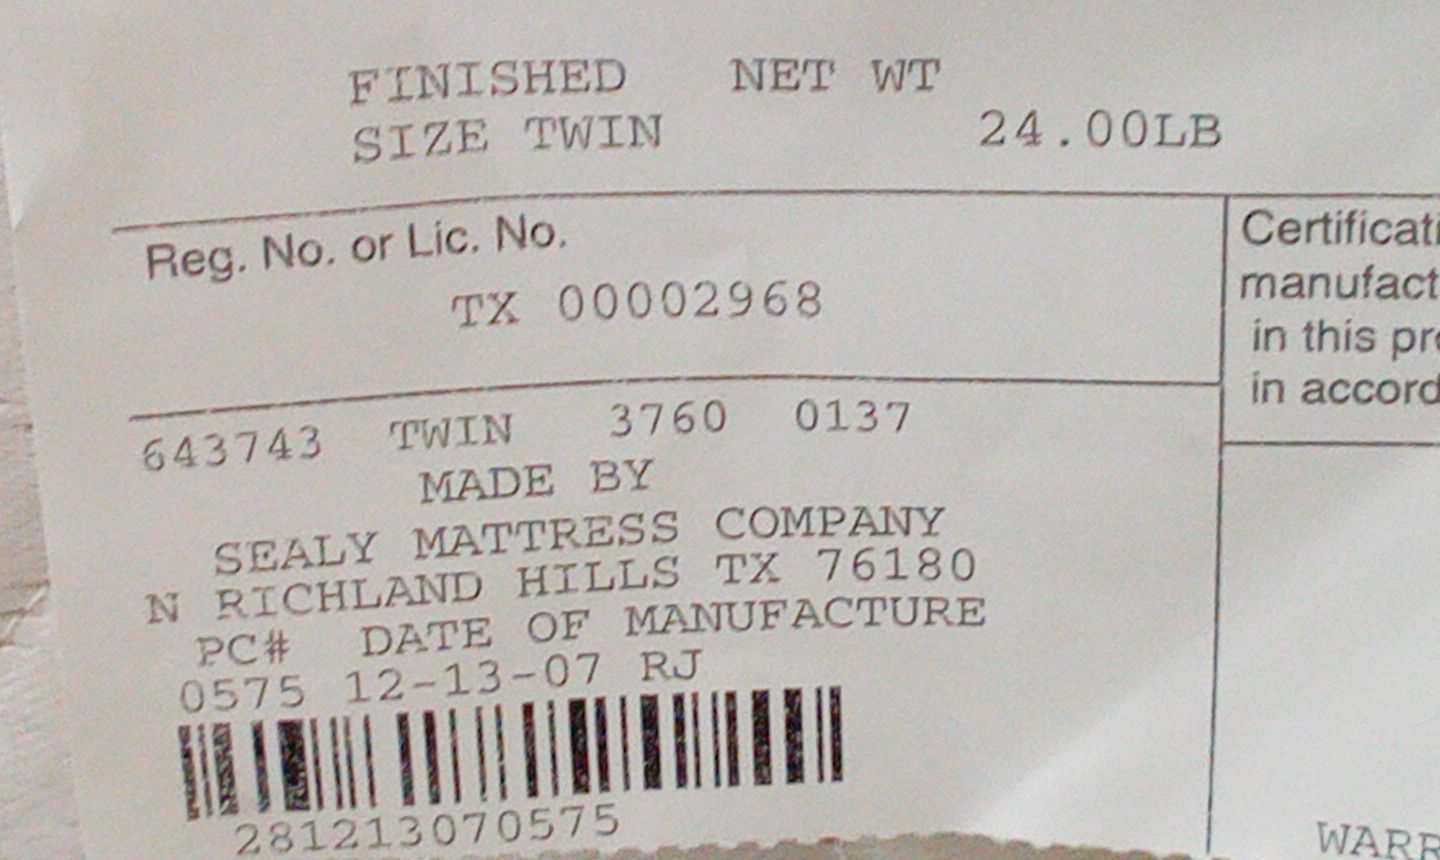 FINISHED NET WT
SIZE TWIN 24.00LB
Reg. No. or Lic. No.
TX 00002968
Certificati
manufact
in this pr
in accord
643743 TWIN 3760 0137
MADE BY
SEALY MATTRESS COMPANY
N RICHLAND HILLS TX 76180
PC# DATE OF MANUFACTURE
0575 12-13-07 RJ
281213070575
WARR